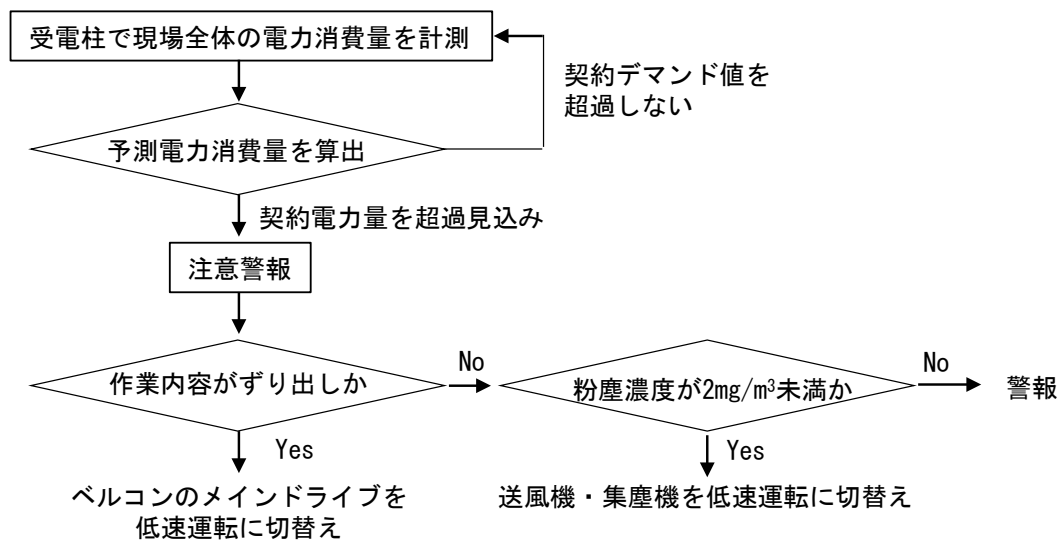 受電柱で現場全体の電力消費量を計測
契約デマンド値を
超過しない
予測電力消費量を算出
契約電力量を超過見込み
注意警報
作業内容がずり出しか
No
粉塵濃度が2mg/m³未満か
No
警報
Yes
Yes
ベルコンのメインドライブを
低速運転に切替え
送風機・集塵機を低速運転に切替え